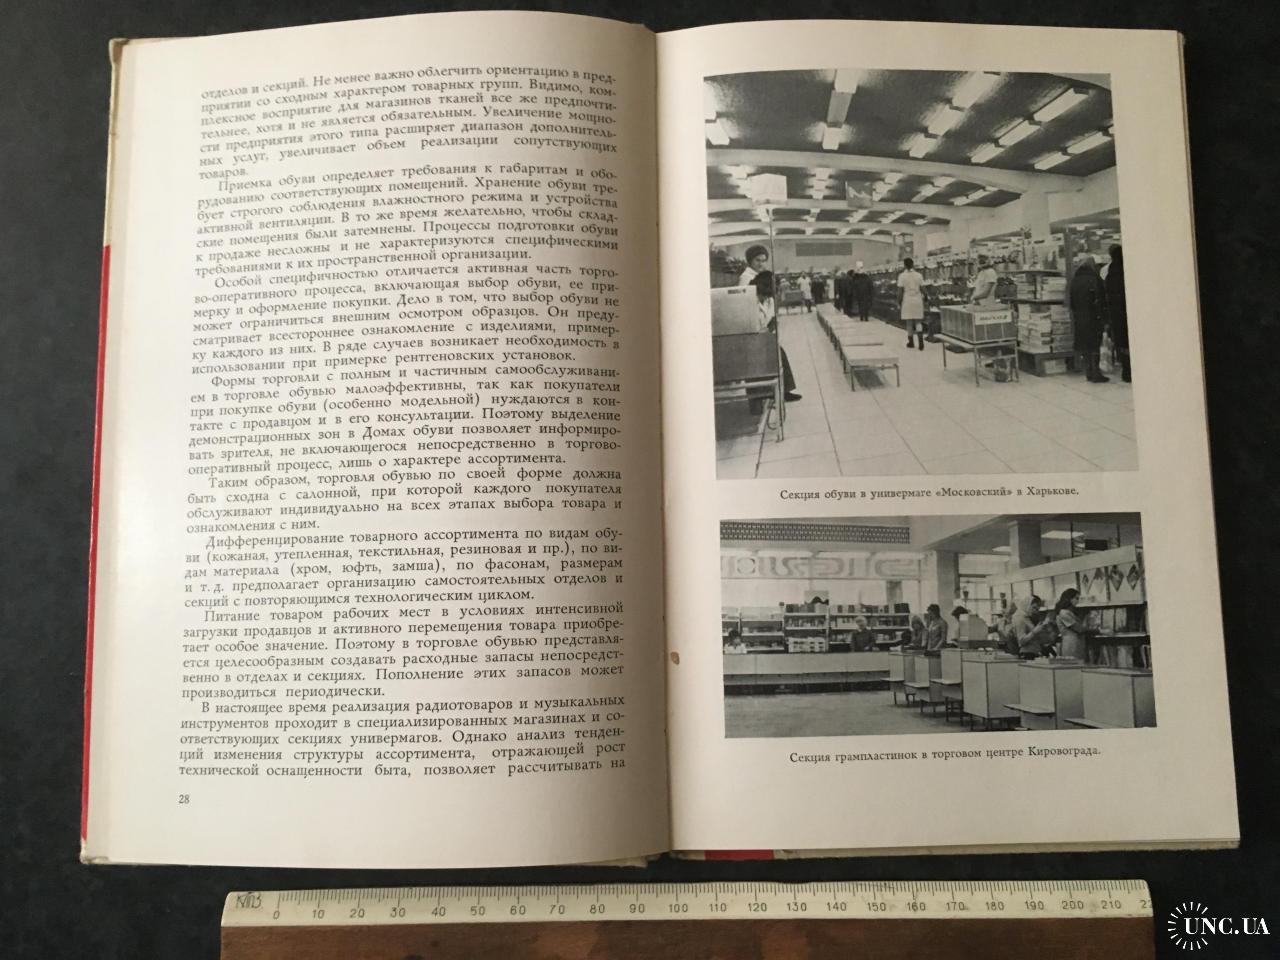 отделов и секций. Не менее важно облегчить ориентацию в пред-
приятии со сходным характером товарных групп. Видимо, ком-
плексное восприятие для магазинов тканей все же предпочти-
тельнее, хотя и не является обязательным. Увеличение мощно-
сти предприятия этого типа расширяет диапазон дополнитель-
ных услуг, увеличивает объем реализации сопутствующих
товаров.
Приемка обуви определяет требования к габаритам и обо-
рудованию соответствующих помещений. Хранение обуви тре-
бует строгого соблюдения влажностного режима и устройства
активной вентиляции. В то же время желательно, чтобы склад-
ские помещения были затемнены. Процессы подготовки обуви
к продаже несложны и не характеризуются специфическими
требованиями к их пространственной организации.
Особой специфичностью отличается активная часть торго-
во-оперативного процесса, включающая выбор обуви, ее при-
мерку и оформление покупки. Дело в том, что выбор обуви не
может ограничиться внешним осмотром образцов. Он преду-
сматривает всестороннее ознакомление с изделиями, пример-
ку каждого из них. В ряде случаев возникает необходимость в
использовании при примерке рентгеновских установок.
Формы торговли с полным и частичным самообслуживани-
ем в торговле обувью малоэффективны, так как покупатели
при покупке обуви (особенно модельной) нуждаются в кон-
такте с продавцом и в его консультации. Поэтому выделение
демонстрационных зон в Домах обуви позволяет информиро-
вать зрителя, не включающегося непосредственно в торгово-
оперативный процесс, лишь о характере ассортимента.
Таким образом, торговля обувью по своей форме должна
быть сходна с салонной, при которой каждого покупателя
обслуживают индивидуально на всех этапах выбора товара и
ознакомления с ним.
Дифференцирование товарного ассортимента по видам обу-
ви (кожаная, утепленная, текстильная, резиновая и пр.), по ви-
дам материала (хром, юфть, замша), по фасонам, размерам
и т. д. предполагает организацию самостоятельных отделов и
секций с повторяющимся технологическим циклом.
Питание товаром рабочих мест в условиях интенсивной
загрузки продавцов и активного перемещения товара приобре-
тает особое значение. Поэтому в торговле обувью представля-
ется целесообразным создавать расходные запасы непосредст-
венно в отделах и секциях. Пополнение этих запасов может
производиться периодически.
В настоящее время реализация радиотоваров и музыкальных
инструментов проходит в специализированных магазинах и со-
ответствующих секциях универмагов. Однако анализ тенден-
ций изменения структуры ассортимента, отражающей рост
технической оснащенности быта, позволяет рассчитывать на
28
Секция обуви в универмаге «Московский» в Харькове.
Секция грампластинок в торговом центре Кировограда.
0 10 20 30 40 50 60 70 80 90 100 110 120 130 140 150 160 170 180 190 200 210
UNC.UA